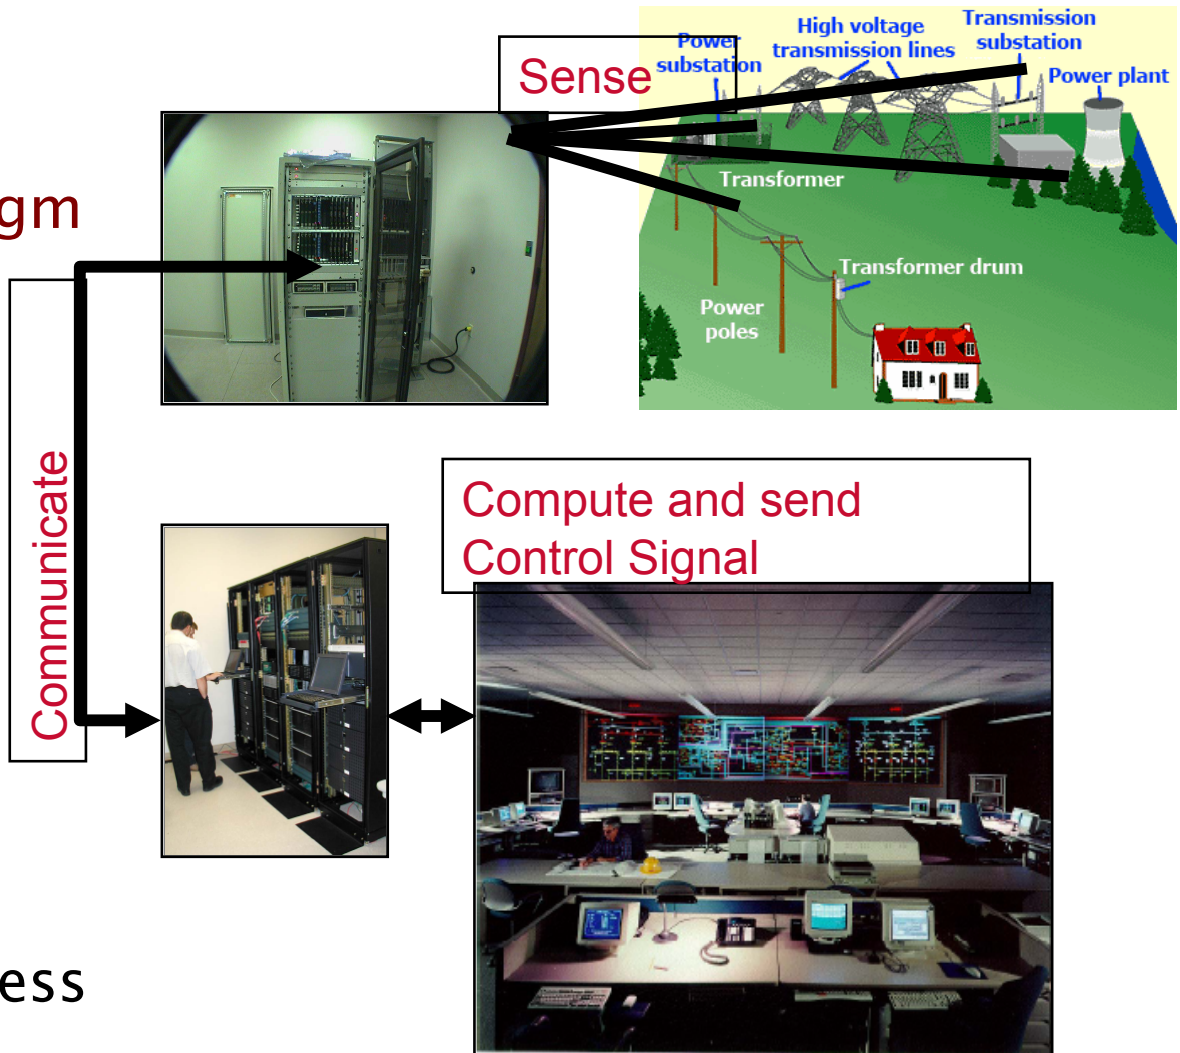 Sense
Power
substation
High voltage
transmission lines
Transmission
substation
Power plant
Transformer
Transformer drum
Power
poles
gm
Communicate
Compute and send
Control Signal
ess